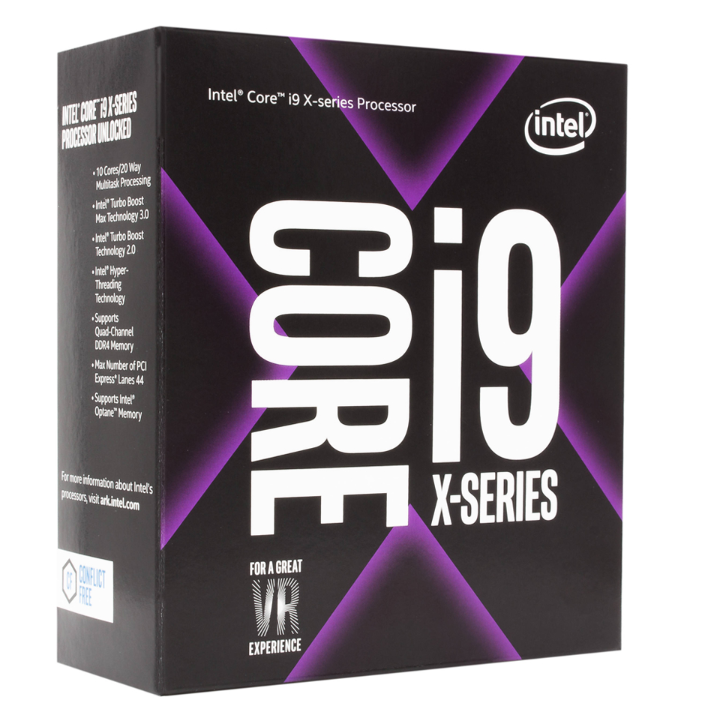 INTEL® CORE™ i9 X-SERIES
PROCESSOR UNLOCKED
• 10 Cores/20 Way
Multitask Processing
• Intel® Turbo Boost
Max Technology 3.0
• Intel® Turbo Boost
Technology 2.0
• Intel® Hyper-
Threading
Technology
• Supports
Quad-Channel
DDR4 Memory
• Max Number of PCI
Express® Lanes 44
• Supports Intel®
Optane™ Memory
For more information about Intel's
processors, visit ark.intel.com
CF
CONFLICT
FREE
Intel® Core™ i9 X-series Processor
intel®
CORE
i9
X-SERIES
FOR A GREAT
VR
EXPERIENCE